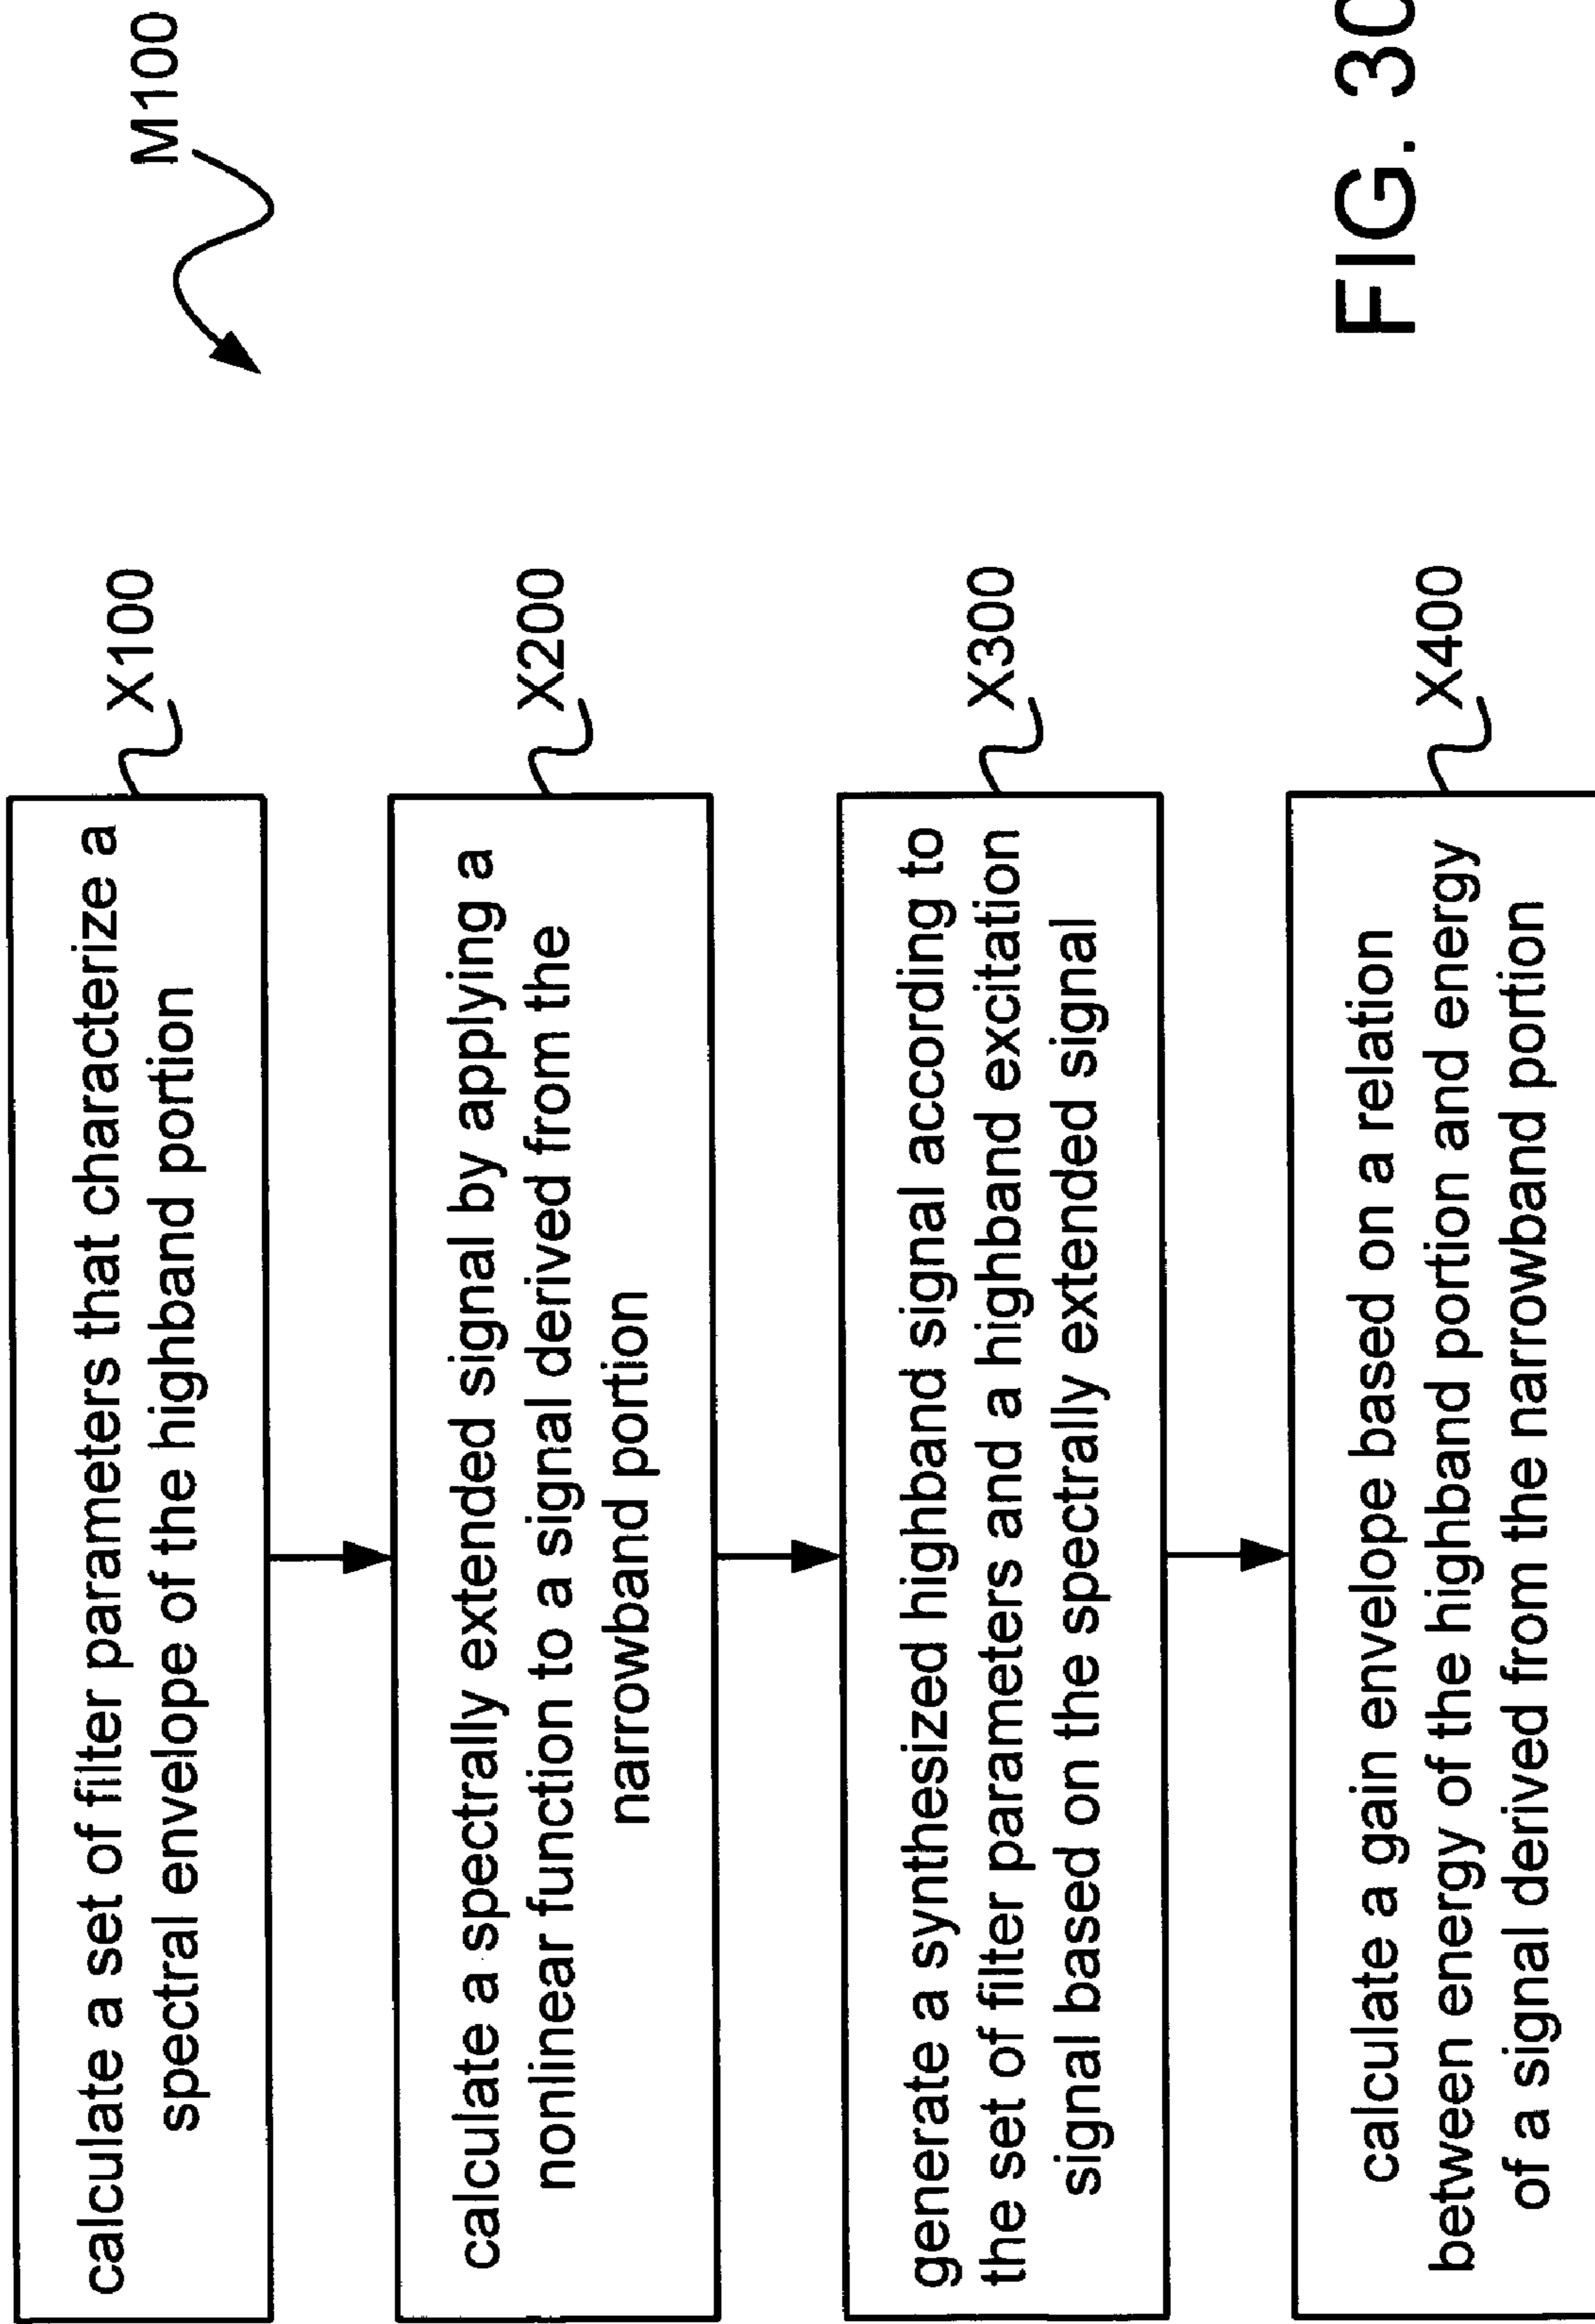 M100
calculate a set of filter parameters that characterize a
spectral envelope of the highband portion
X100
calculate a spectrally extended signal by applying a
nonlinear function to a signal derived from the
narrowband portion
X200
generate a synthesized highband signal according to
the set of filter parameters and a highband excitation
signal based on the spectrally extended signal
X300
calculate a gain envelope based on a relation
between energy of the highband portion and energy
of a signal derived from the narrowband portion
X400
FIG. 30